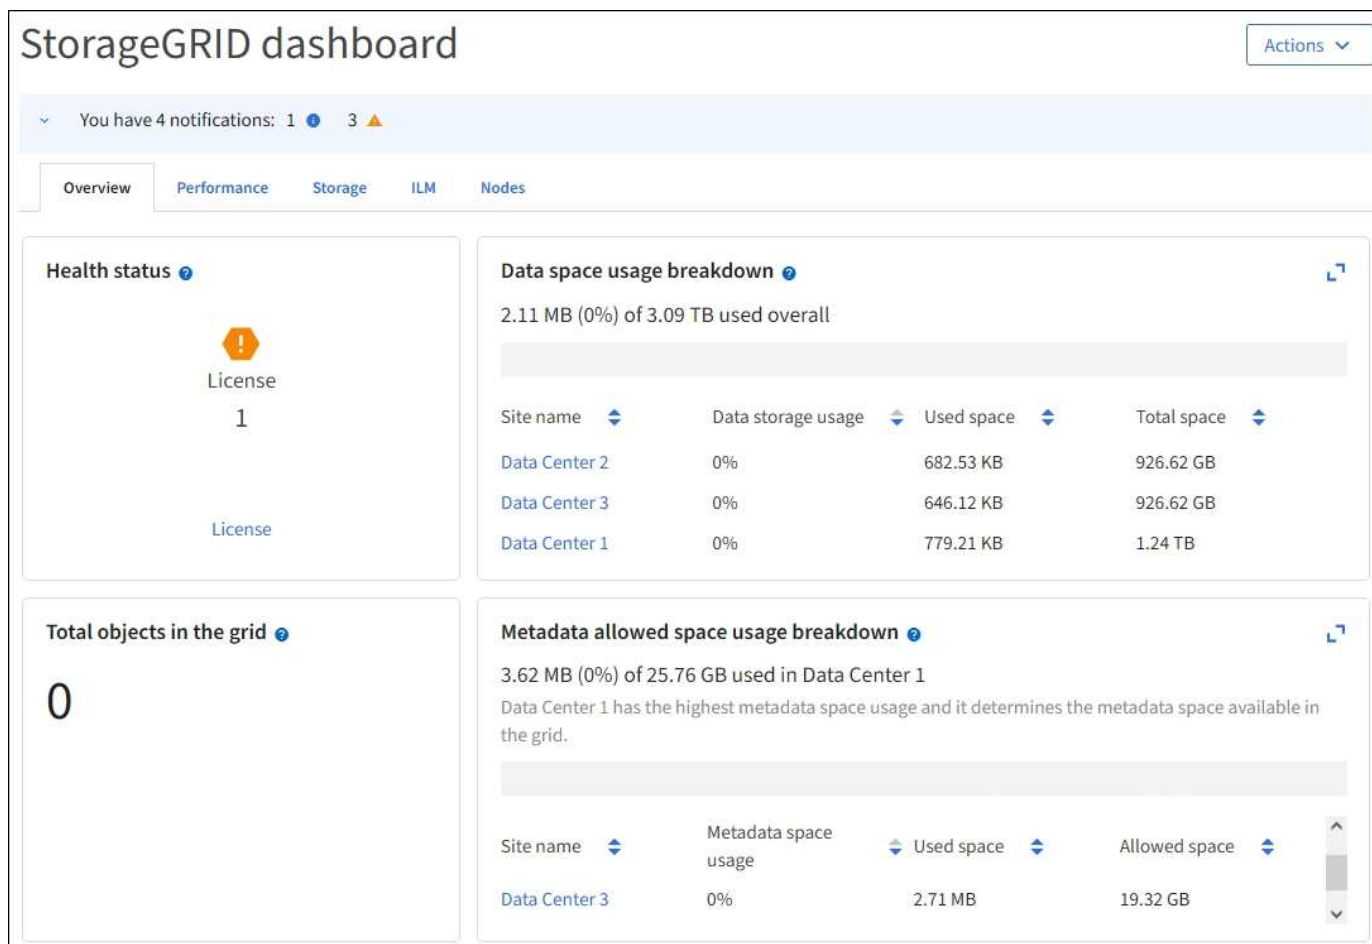 StorageGRID dashboard
Actions
You have 4 notifications: 1 3
Overview Performance Storage ILM Nodes
Health status
License
1
License
Data space usage breakdown
2.11 MB (0%) of 3.09 TB used overall
Site name Data storage usage Used space Total space
Data Center 2 0% 682.53 KB 926.62 GB
Data Center 3 0% 646.12 KB 926.62 GB
Data Center 1 0% 779.21 KB 1.24 TB
Total objects in the grid
0
Metadata allowed space usage breakdown
3.62 MB (0%) of 25.76 GB used in Data Center 1
Data Center 1 has the highest metadata space usage and it determines the metadata space available in
the grid.
Site name Metadata space usage Used space Allowed space
Data Center 3 0% 2.71 MB 19.32 GB